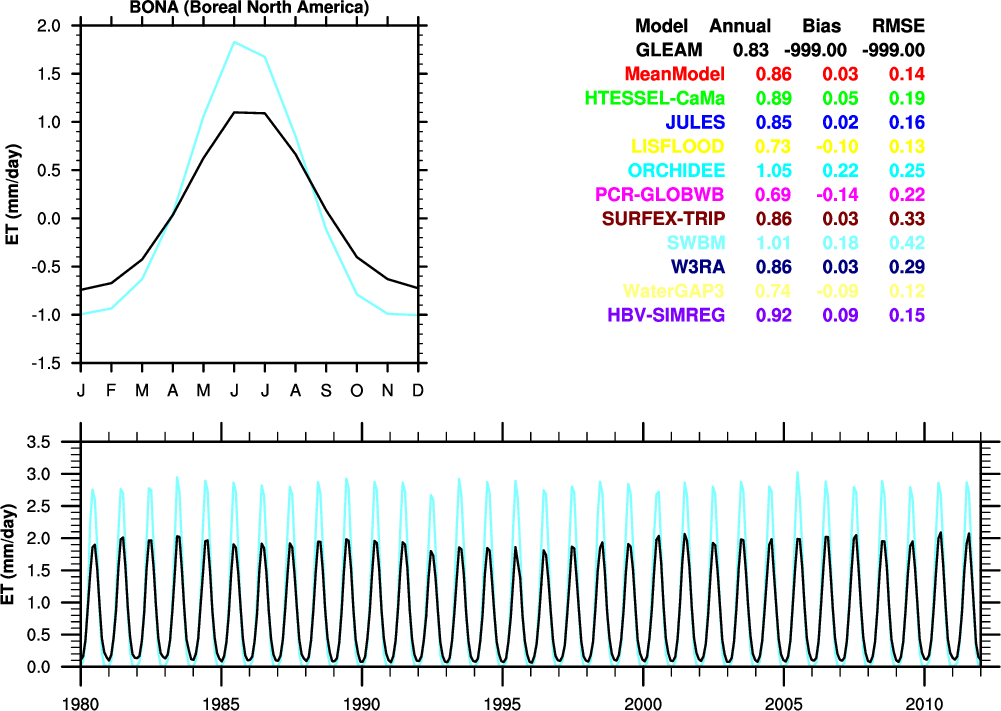 BONA (Boreal North America)
2.0
1.5
1.0
0.5
0.0
-0.5
-1.0
-1.5
ET (mm/day)
J F M A M J J A S O N D
Model Annual Bias RMSE
GLEAM 0.83 -999.00 -999.00
MeanModel 0.86 0.03 0.14
HTESSEL-CaMa 0.89 0.05 0.19
JULES 0.85 0.02 0.16
LISFLOOD 0.73 -0.10 0.13
ORCHIDEE 1.05 0.22 0.25
PCR-GLOBWB 0.69 -0.14 0.22
SURFEX-TRIP 0.86 0.03 0.33
SWBM 1.01 0.18 0.42
W3RA 0.86 0.03 0.29
WaterGAP3 0.74 -0.09 0.12
HBV-SIMREG 0.92 0.09 0.15
3.5
3.0
2.5
2.0
1.5
1.0
0.5
0.0
ET (mm/day)
1980 1985 1990 1995 2000 2005 2010